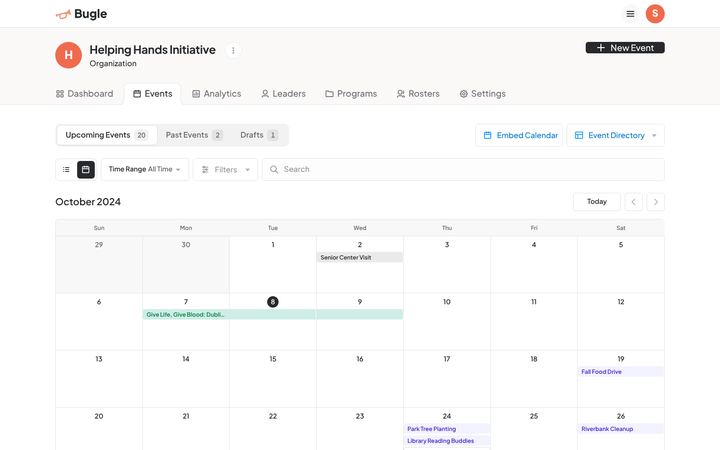 Bugle
S
H
Helping Hands Initiative
Organization
New Event
Dashboard Events Analytics Leaders Programs Rosters Settings
Upcoming Events 20 Past Events 2 Drafts 1
Embed Calendar Event Directory
Time Range All Time Filters Search
October 2024
Today
Sun Mon Tue Wed Thu Fri Sat
29 30 1 2 3 4 5
Senior Center Visit
6 7 8 9 10 11 12
Give Life, Give Blood: Dubli...
13 14 15 16 17 18 19
Fall Food Drive
20 21 22 23 24 25 26
Park Tree Planting Riverbank Cleanup
Library Reading Buddies